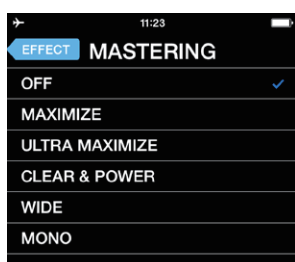 11:23
EFFECT MASTERING
OFF
MAXIMIZE
ULTRA MAXIMIZE
CLEAR & POWER
WIDE
MONO